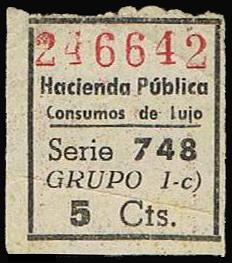 246642
Hacienda Pública
Consumos de Lujo
Serie 748
GRUPO 1-c)
5 Cts.